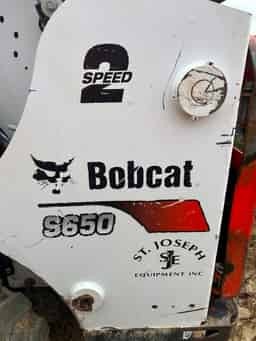 2
SPEED
Bobcat
S650
ST. JOSEPH
SJE
EQUIPMENT INC